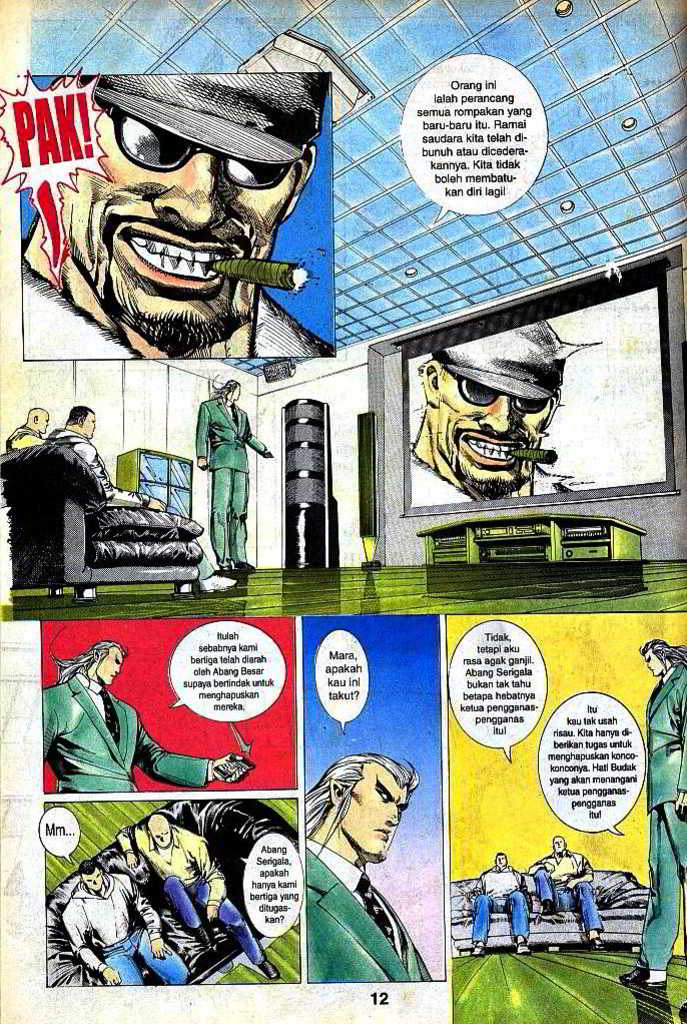 PAK!
Orang ini
ialah perancang
semua rompakan yang
baru-baru itu. Ramai
saudara kita telah di-
bunuh atau dicedera-
kannya. Kita tidak
boleh membatu-
kan diri lagi!
Itulah
sebabnya kami
bertiga telah diarah
oleh Abang Besar
supaya bertindak untuk
menghapuskan
mereka.
Mm...
Abang
Serigala,
apakah
hanya kami
bertiga yang
ditugas-
kan?
Mara,
apakah
kau ini
takut?
Tidak,
tetapi aku
rasa agak ganjil.
Abang Serigala
bukan tak tahu
betapa hebatnya
ketua pengganas-
pengganas
itu!
Itu
kau tak usah
risau. Kita hanya di-
berikan tugas untuk
menghapuskan konco-
konconya. Hati Budak
yang akan menangani
ketua pengganas-
pengganas
itu!
12